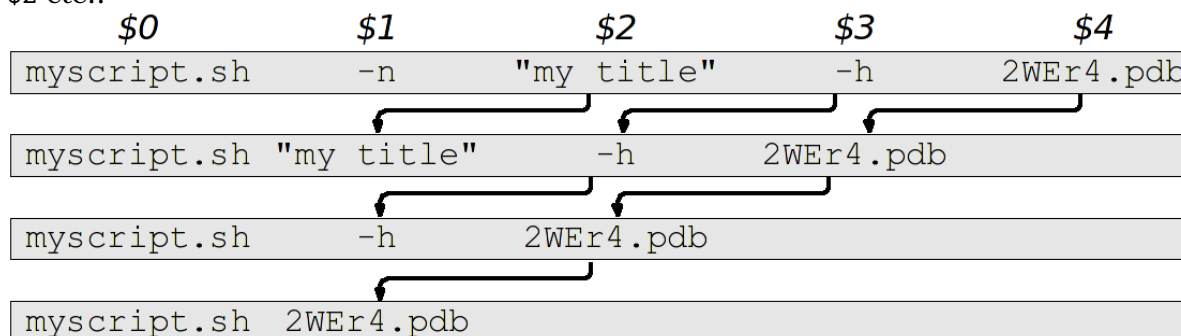 $2 etc..
$0 $1 $2 $3 $4
myscript.sh -n "my title" -h 2WEr4.pdb
myscript.sh "my title" -h 2WEr4.pdb
myscript.sh -h 2WEr4.pdb
myscript.sh 2WEr4.pdb